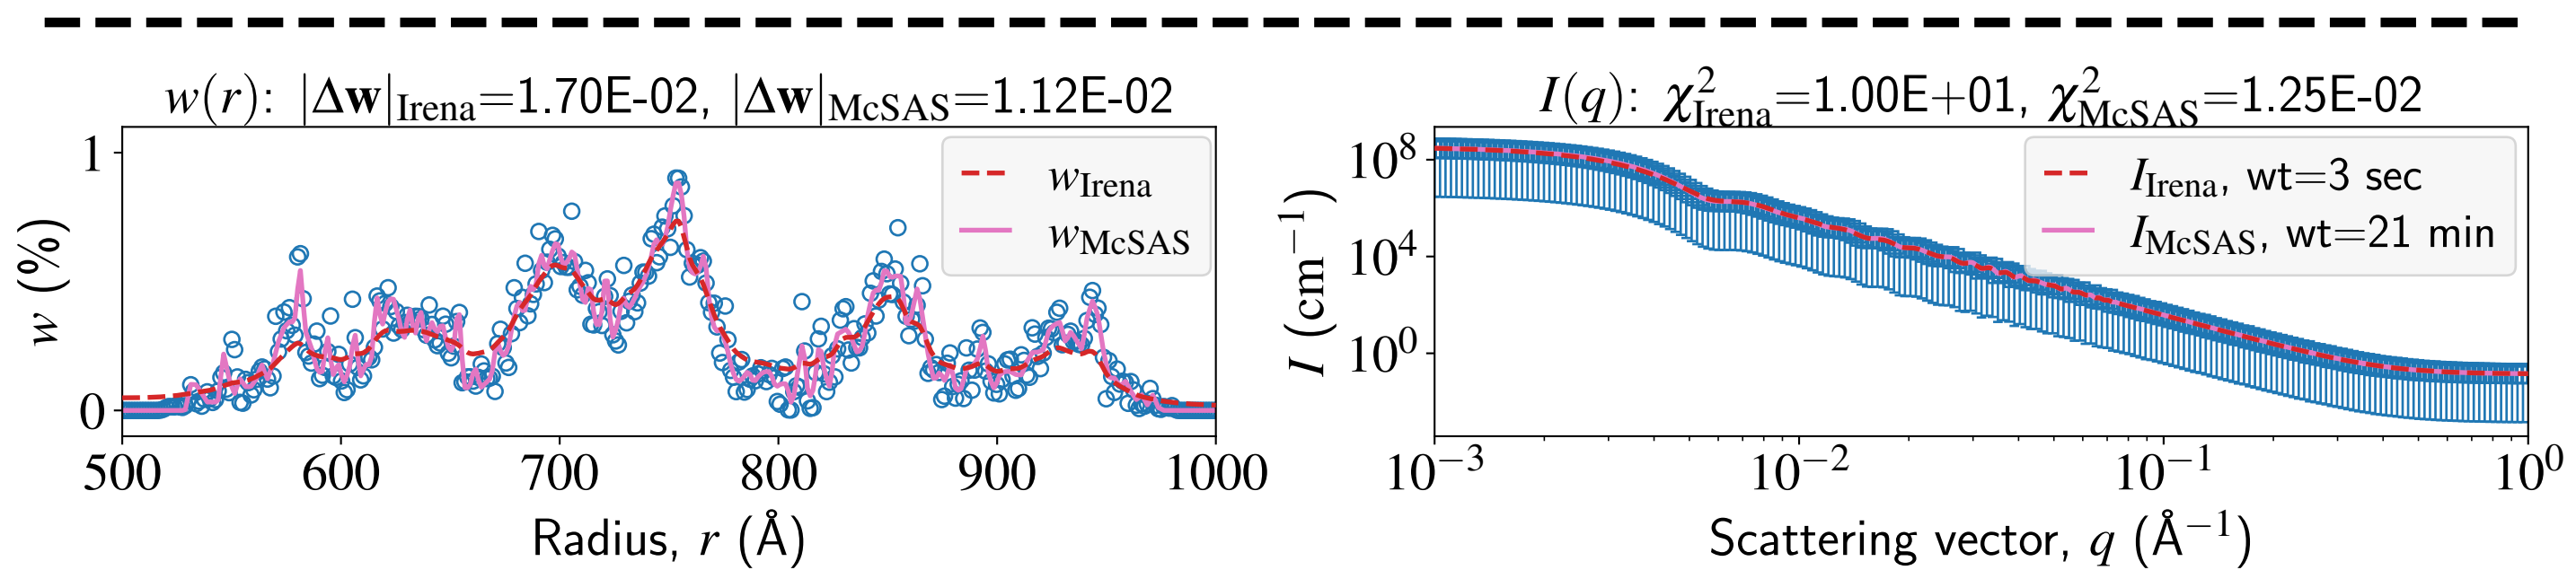 w(r): |Δw|Irena=1.70E-02, |Δw|McSAS=1.12E-02
w (%)
1
0
wIrena
wMcSAS
500 600 700 800 900 1000
Radius, r (Å)
I(q): χ²Irena=1.00E+01, χ²McSAS=1.25E-02
I (cm⁻¹)
10⁸
10⁴
10⁰
IIrena, wt=3 sec
IMcSAS, wt=21 min
10⁻³ 10⁻² 10⁻¹ 10⁰
Scattering vector, q (Å⁻¹)